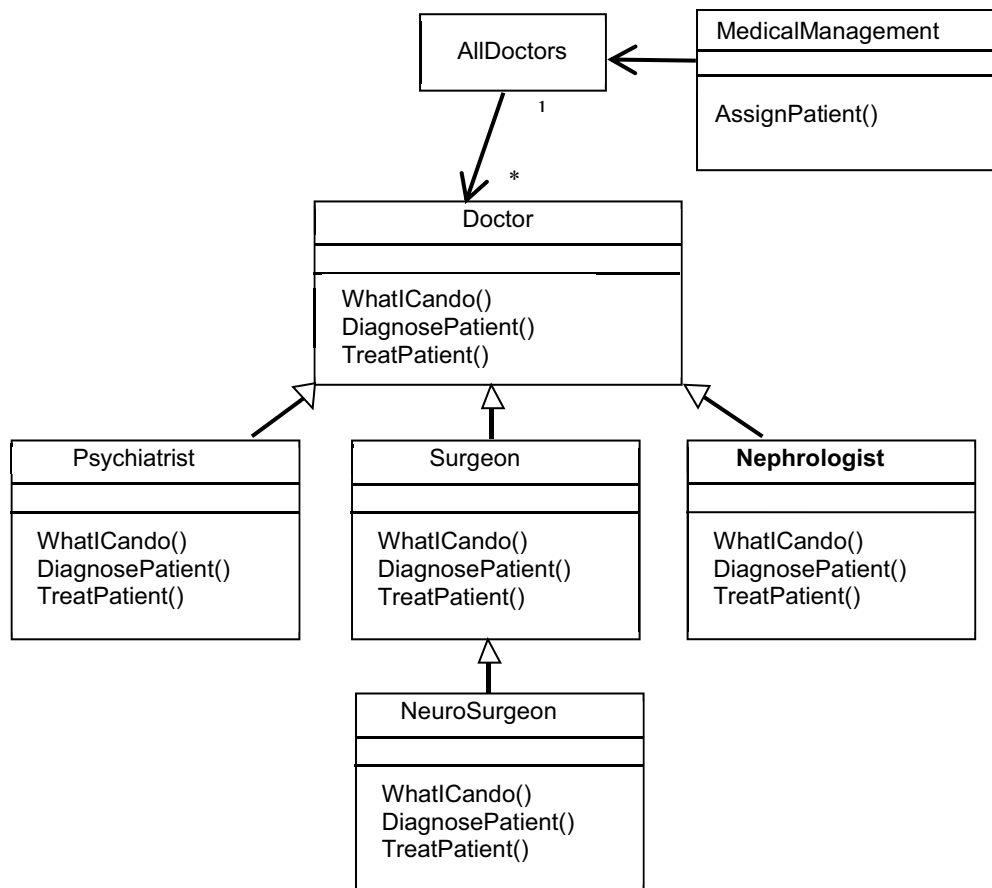 AllDoctors
MedicalManagement
AssignPatient()
1
*
Doctor
WhatICando()
DiagnosePatient()
TreatPatient()
Psychiatrist
WhatICando()
DiagnosePatient()
TreatPatient()
Surgeon
WhatICando()
DiagnosePatient()
TreatPatient()
Nephrologist
WhatICando()
DiagnosePatient()
TreatPatient()
NeuroSurgeon
WhatICando()
DiagnosePatient()
TreatPatient()